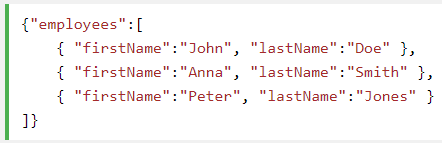 {"employees":[
    { "firstName":"John", "lastName":"Doe" },
    { "firstName":"Anna", "lastName":"Smith" },
    { "firstName":"Peter", "lastName":"Jones" }
]}